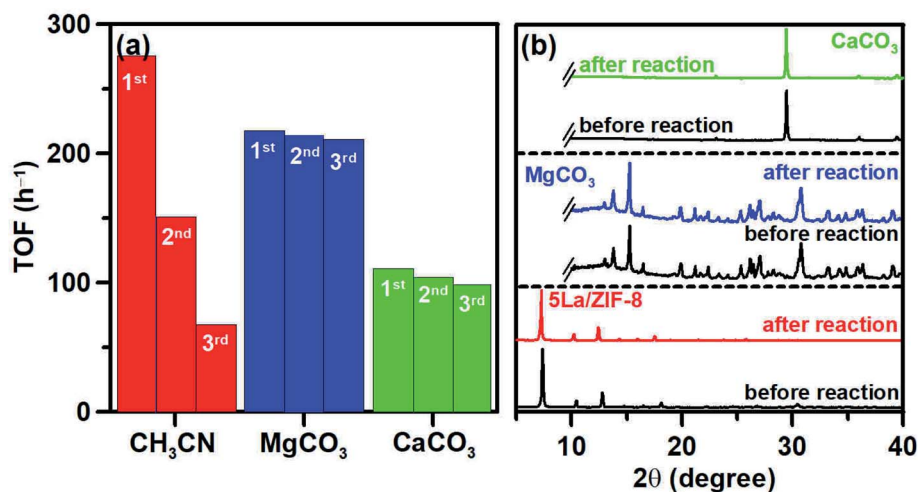 (a)
300
200
100
0
TOF (h⁻¹)
1st
2nd
3rd
1st
2nd
3rd
1st
2nd
3rd
CH₃CN
MgCO₃
CaCO₃
(b)
CaCO₃
after reaction
before reaction
MgCO₃
after reaction
before reaction
5La/ZIF-8
after reaction
before reaction
10
20
30
40
2θ (degree)